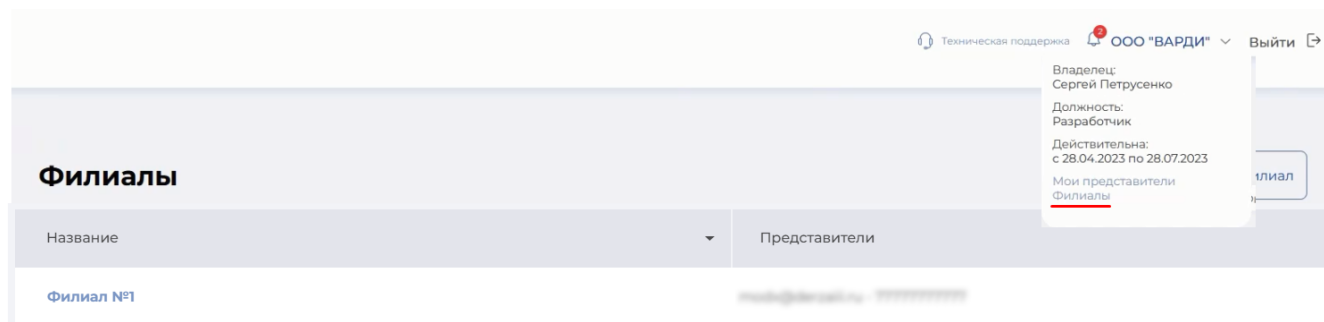 Техническая поддержка 2 ООО "ВАРДИ" Выйти
Владелец:
Сергей Петрусенко
Должность:
Разработчик
Действительна:
с 28.04.2023 по 28.07.2023
Мои представители
Филиалы
Филиалы
Название Представители
Филиал №1